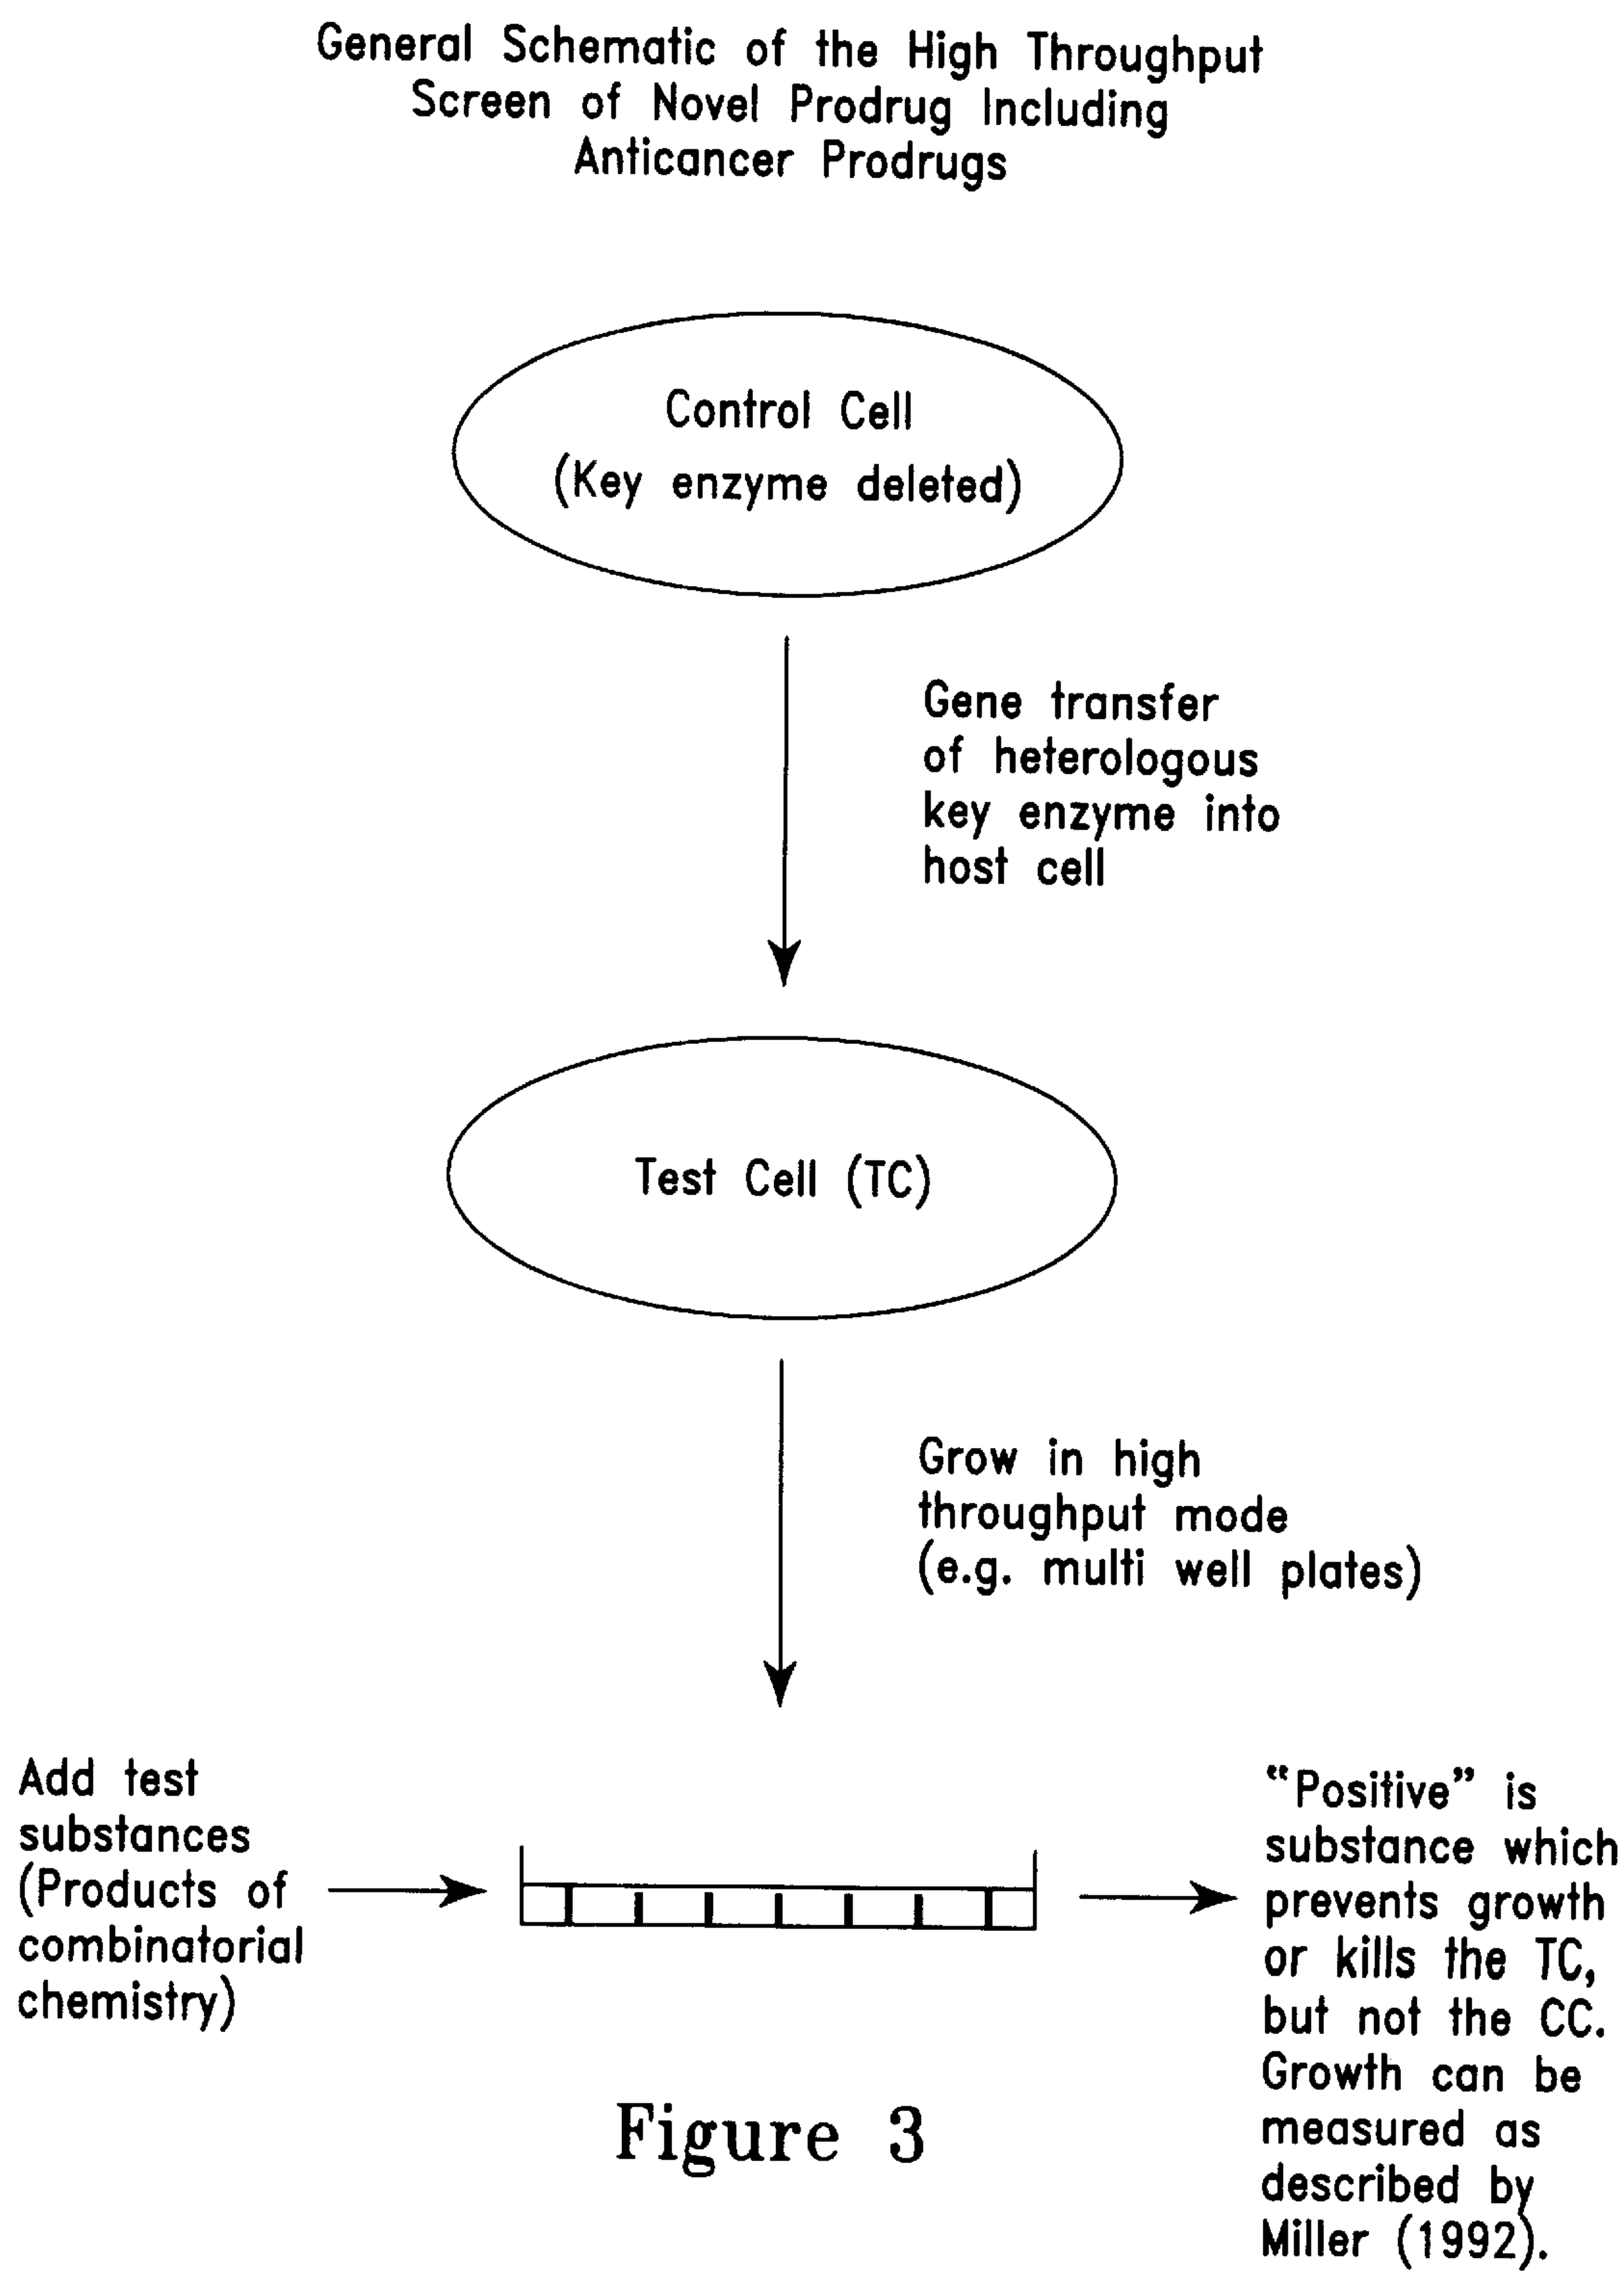 General Schematic of the High Throughput
Screen of Novel Prodrug Including
Anticancer Prodrugs
Control Cell
(Key enzyme deleted)
Gene transfer
of heterologous
key enzyme into
host cell
Test Cell (TC)
Grow in high
throughput mode
(e.g. multi well plates)
Add test
substances
(Products of
combinatorial
chemistry)
“Positive” is
substance which
prevents growth
or kills the TC,
but not the CC.
Growth can be
measured as
described by
Miller (1992).
Figure 3